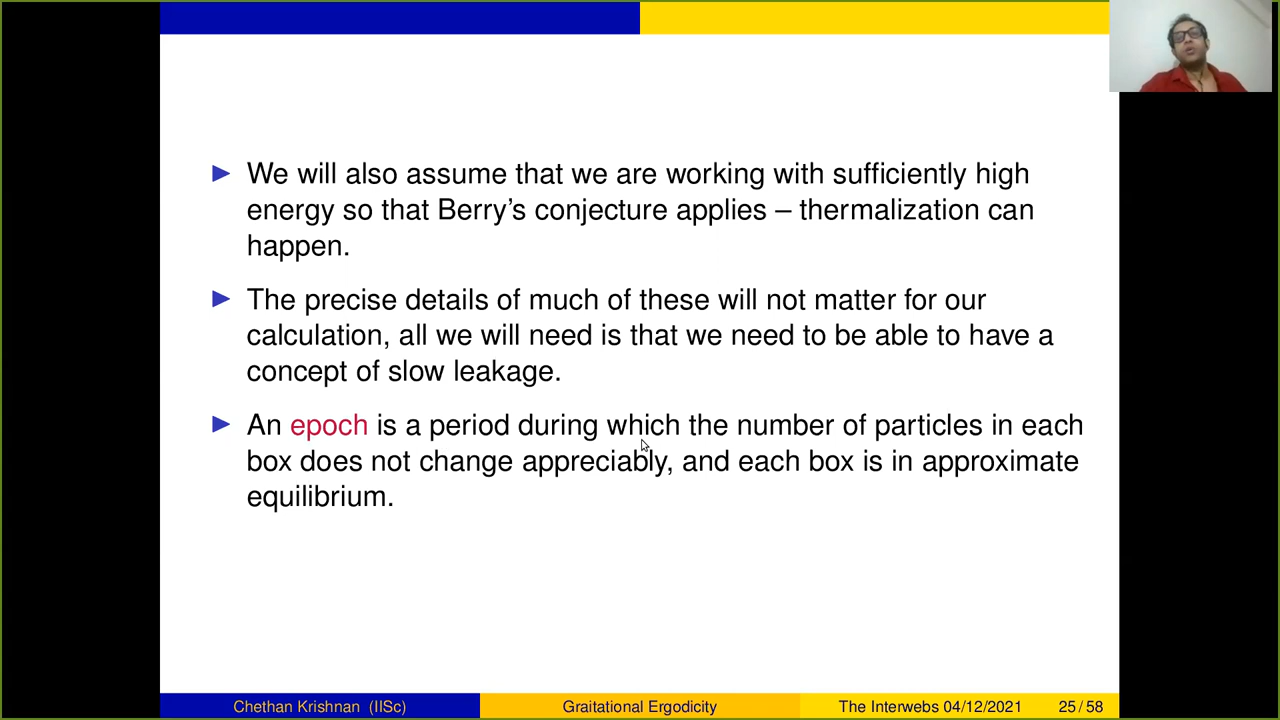 We will also assume that we are working with sufficiently high
energy so that Berry's conjecture applies – thermalization can
happen.
The precise details of much of these will not matter for our
calculation, all we will need is that we need to be able to have a
concept of slow leakage.
An epoch is a period during which the number of particles in each
box does not change appreciably, and each box is in approximate
equilibrium.
Chethan Krishnan (IISc) Graitational Ergodicity The Interwebs 04/12/2021 25 / 58